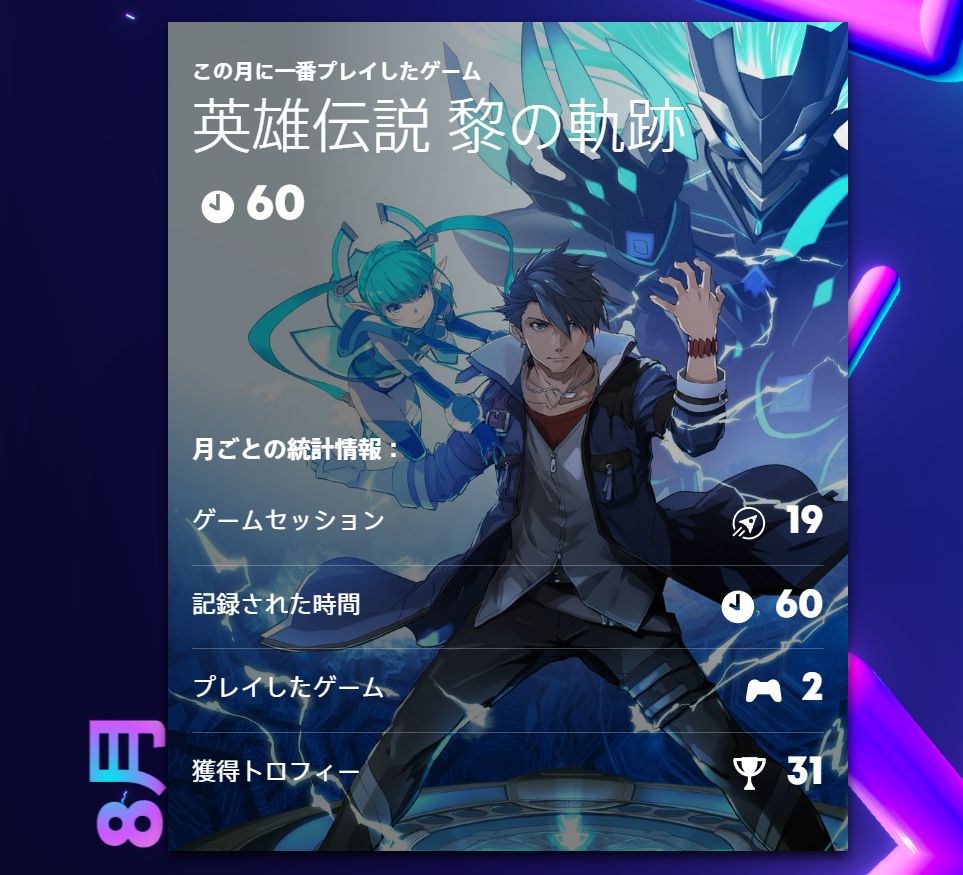 この月に一番プレイしたゲーム
英雄伝説 黎の軌跡
60
月ごとの統計情報：
ゲームセッション 19
記録された時間 60
プレイしたゲーム 2
獲得トロフィー 31
8月